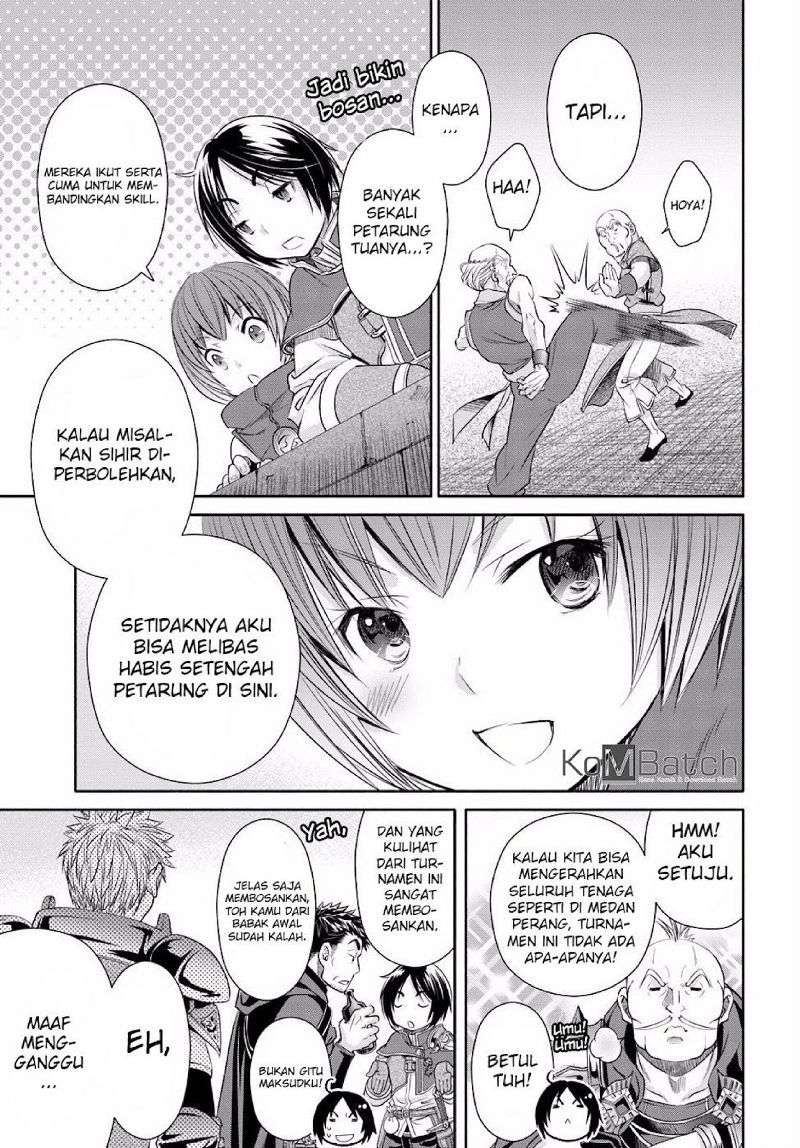 TAPI...
HOYA!
HAA!
KENAPA
...
BANYAK
SEKALI
PETARUNG
TUANYA...?
Jadi bikin
bosan...
MEREKA IKUT SERTA
CUMA UNTUK MEM-
BANDINGKAN SKILL.
KALAU MISAL-
KAN SIHIR DI-
PERBOLEHKAN,
SETIDAKNYA AKU
BISA MELIBAS
HABIS SETENGAH
PETARUNG DI SINI.
KoMBatch
HMM!
AKU
SETUJU.
KALAU KITA BISA
MENGERAHKAN
SELURUH TENAGA
SEPERTI DI MEDAN
PERANG, TURNA-
MEN INI TIDAK ADA
APA-APANYA!
Umu!
Umu!
BETUL
TUH!
DAN YANG
KULIHAT
DARI TUR-
NAMEN INI
SANGAT
MEMBO-
SANKAN.
Yah,
JELAS SAJA
MEMBOSANKAN,
TOH KAMU DARI
BABAK AWAL
SUDAH KALAH.
BUKAN GITU
MAKSUDKU!
EH,
MAAF
MENG-
GANGGU
...